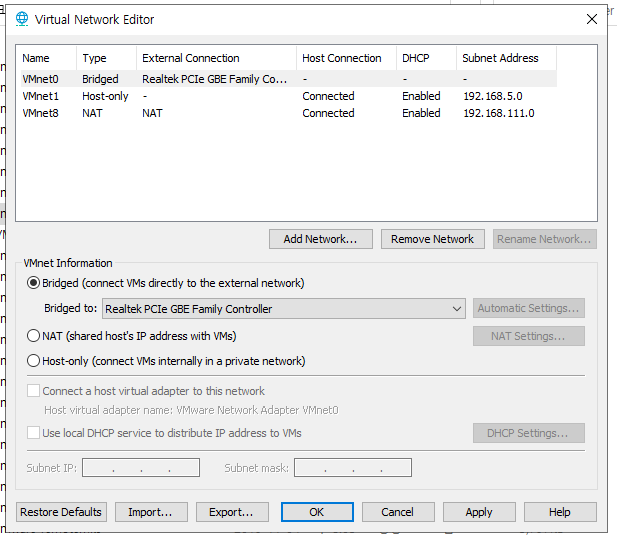 Virtual Network Editor
Name Type External Connection Host Connection DHCP Subnet Address
VMnet0 Bridged Realtek PCIe GBE Family Co... - - -
VMnet1 Host-only - Connected Enabled 192.168.5.0
VMnet8 NAT NAT Connected Enabled 192.168.111.0
Add Network... Remove Network Rename Network...
VMnet Information
Bridged (connect VMs directly to the external network)
Bridged to: Realtek PCIe GBE Family Controller Automatic Settings...
NAT (shared host's IP address with VMs) NAT Settings...
Host-only (connect VMs internally in a private network)
Connect a host virtual adapter to this network
Host virtual adapter name: VMware Network Adapter VMnet0
Use local DHCP service to distribute IP address to VMs DHCP Settings...
Subnet IP: . . . Subnet mask: . . .
Restore Defaults Import... Export... OK Cancel Apply Help